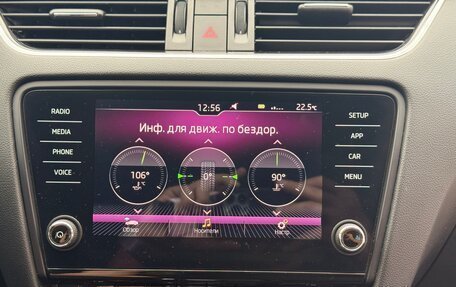 12:56 22.5°C
RADIO
MEDIA
PHONE
VOICE
Инф. для движ. по бездор.
106°
°C
0°
90°
°C
Обзор
Носители
Настр.
SETUP
APP
CAR
MENU